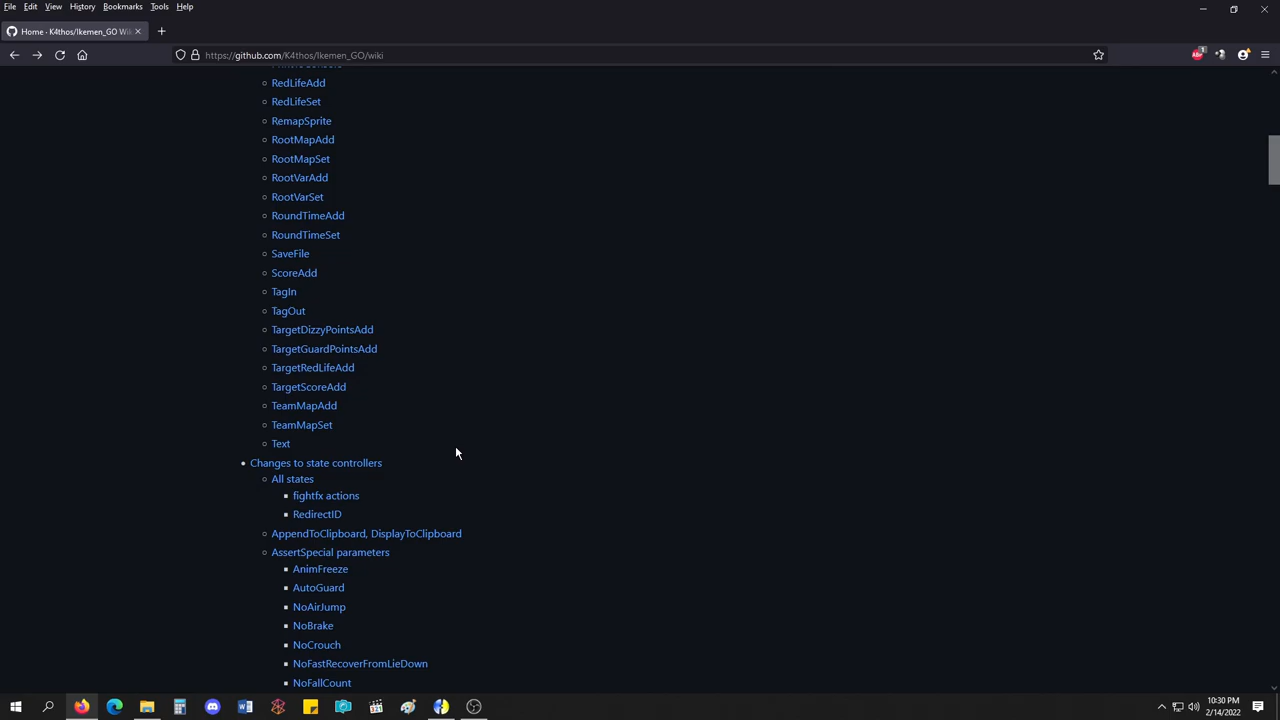 File Edit View History Bookmarks Tools Help
Home · K4thos/Ikemen_GO Wi
https://github.com/K4thos/Ikemen_GO/wiki
RedLifeAdd
RedLifeSet
RemapSprite
RootMapAdd
RootMapSet
RootVarAdd
RootVarSet
RoundTimeAdd
RoundTimeSet
SaveFile
ScoreAdd
TagIn
TagOut
TargetDizzyPointsAdd
TargetGuardPointsAdd
TargetRedLifeAdd
TargetScoreAdd
TeamMapAdd
TeamMapSet
Text
Changes to state controllers
All states
fightfx actions
RedirectID
AppendToClipboard, DisplayToClipboard
AssertSpecial parameters
AnimFreeze
AutoGuard
NoAirJump
NoBrake
NoCrouch
NoFastRecoverFromLieDown
NoFallCount
10:30 PM
2/14/2022